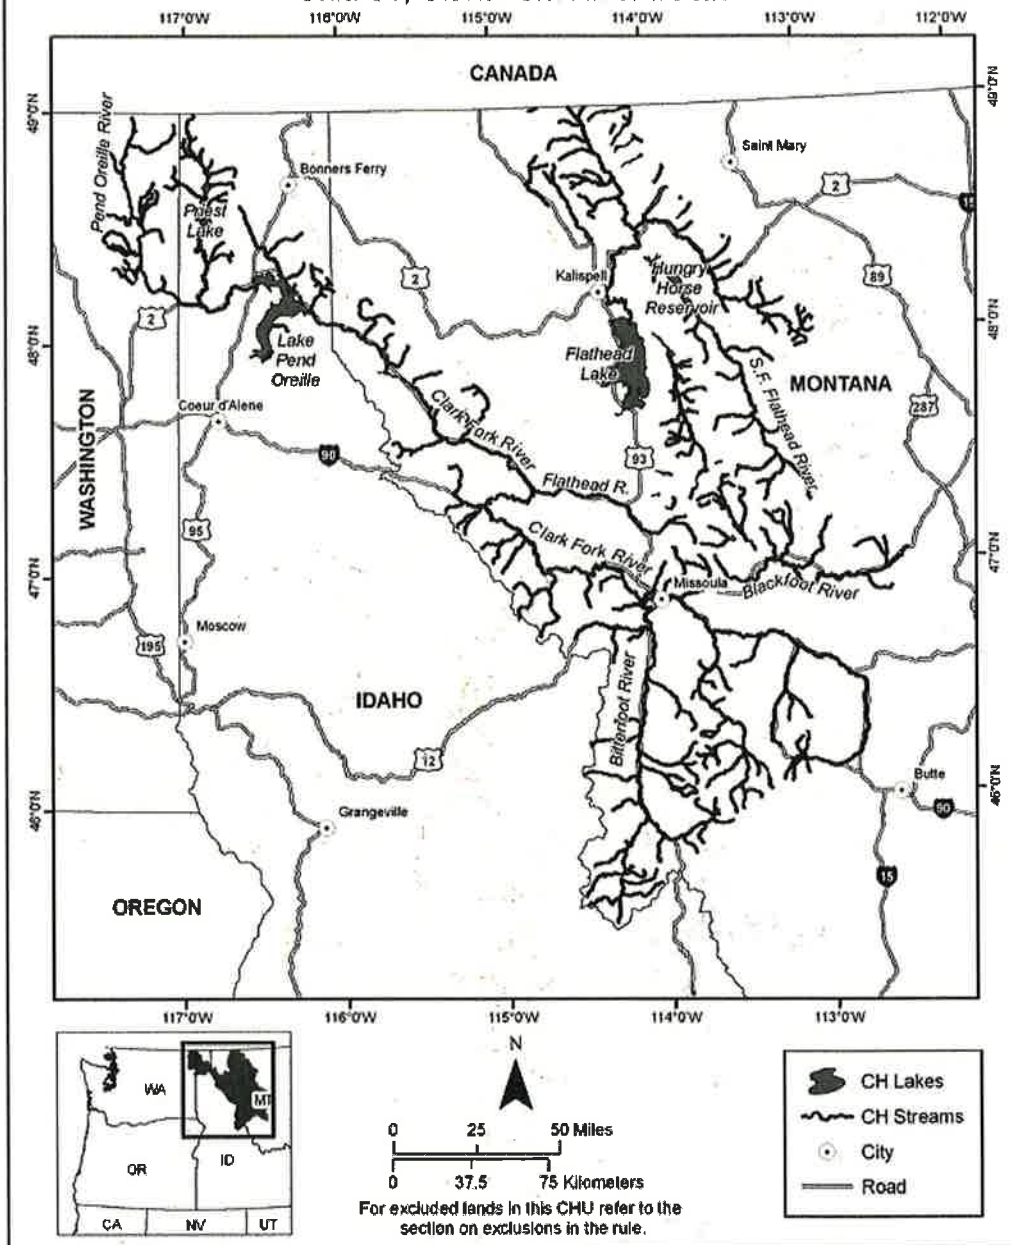 117°0'W 116°0'W 115°0'W 114°0'W 113°0'W 112°0'W
CANADA
49°0'N
49°0'N
Pend Oreille River
Saint Mary
Bonners Ferry
2
Priest
Lake
Kalispell
Hungry
Horse
Reservoir
2
89
2
48°0'N
48°0'N
Lake
Pend
Oreille
Flathead
Lake
S.F. Flathead River
MONTANA
WASHINGTON
Coeur d'Alene
Clark Fork River
287
90
93
Flathead R.
95
Clark Fork River
47°0'N
47°0'N
Missoula
Blackfoot River
Moscow
195
IDAHO
Bitterroot River
12
Butte
46°0'N
46°0'N
Grangeville
90
15
OREGON
117°0'W 116°0'W 115°0'W 114°0'W 113°0'W
WA
MT
OR
ID
CA NV UT
N
0 25 50 Miles
0 37.5 75 Kilometers
For excluded lands in this CHU refer to the
section on exclusions in the rule.
CH Lakes
CH Streams
City
Road